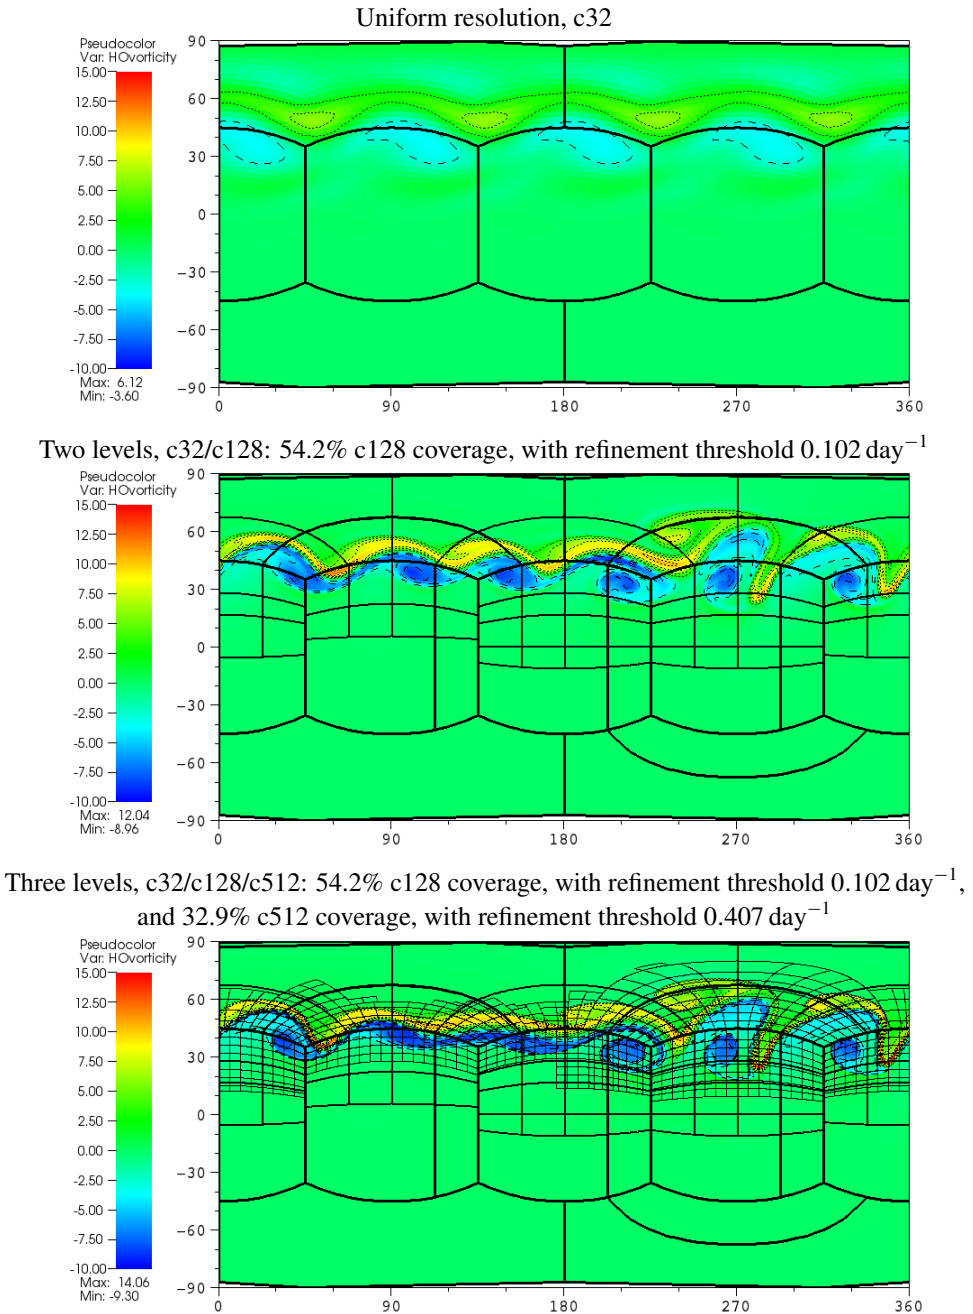 Uniform resolution, c32
Pseudocolor
Var: HOvorticity
15.00
12.50
10.00
7.50
5.00
2.50
0.00
-2.50
-5.00
-7.50
-10.00
Max: 6.12
Min: -3.60
90
60
30
0
-30
-60
-90
0 90 180 270 360
Two levels, c32/c128: 54.2% c128 coverage, with refinement threshold 0.102 day−1
Pseudocolor
Var: HOvorticity
15.00
12.50
10.00
7.50
5.00
2.50
0.00
-2.50
-5.00
-7.50
-10.00
Max: 12.04
Min: -8.96
90
60
30
0
-30
-60
-90
0 90 180 270 360
Three levels, c32/c128/c512: 54.2% c128 coverage, with refinement threshold 0.102 day−1,
and 32.9% c512 coverage, with refinement threshold 0.407 day−1
Pseudocolor
Var: HOvorticity
15.00
12.50
10.00
7.50
5.00
2.50
0.00
-2.50
-5.00
-7.50
-10.00
Max: 14.06
Min: -9.30
90
60
30
0
-30
-60
-90
0 90 180 270 360